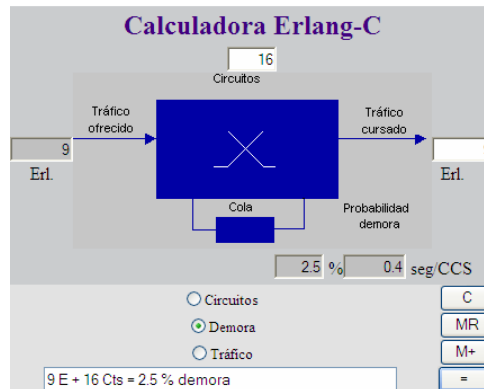 Calculadora Erlang-C
16
Circuitos
Tráfico ofrecido
Tráfico cursado
9
Erl.
Erl.
Cola
Probabilidad demora
2.5 % 0.4 seg/CCS
Circuitos
Demora
Tráfico
C
MR
M+
=
9 E + 16 Cts = 2.5 % demora